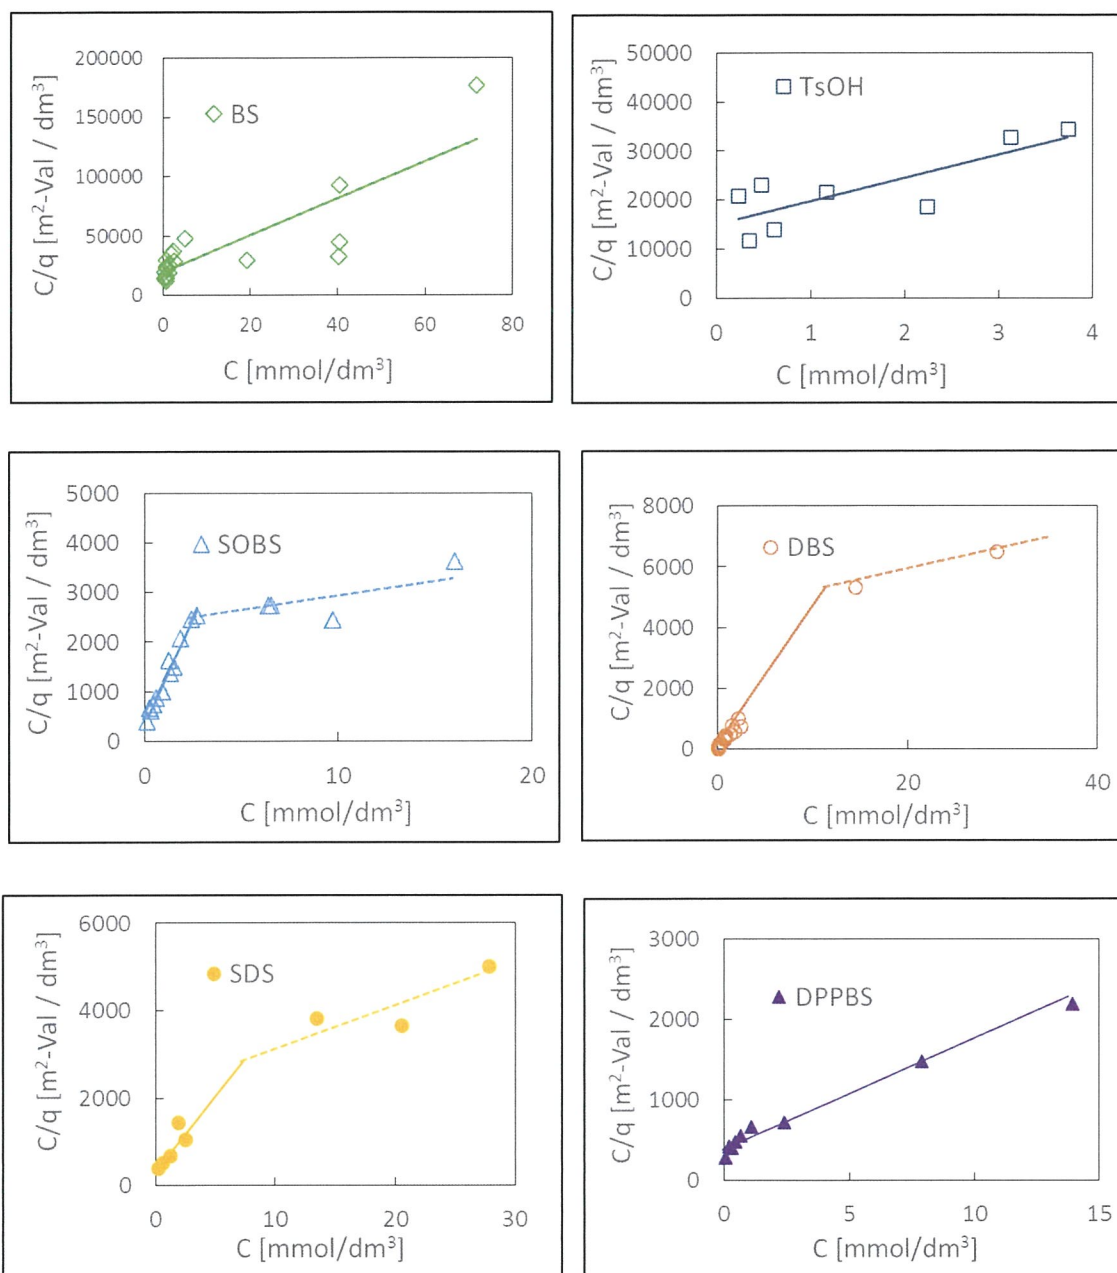 200000
150000
100000
50000
0
C/q [m²-Val / dm³]
BS
0 20 40 60 80
C [mmol/dm³]
50000
40000
30000
20000
10000
0
C/q [m²-Val / dm³]
TsOH
0 1 2 3 4
C [mmol/dm³]
5000
4000
3000
2000
1000
0
C/q [m²-Val / dm³]
SOBS
0 10 20
C [mmol/dm³]
8000
6000
4000
2000
0
C/q [m²-Val / dm³]
DBS
0 20 40
C [mmol/dm³]
6000
4000
2000
0
C/q [m²-Val / dm³]
SDS
0 10 20 30
C [mmol/dm³]
3000
2000
1000
0
C/q [m²-Val / dm³]
DPPBS
0 5 10 15
C [mmol/dm³]